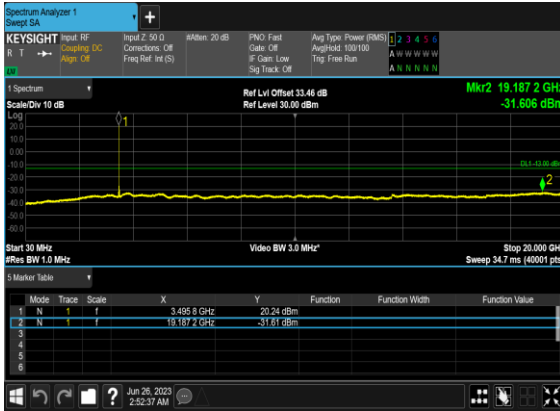 Spectrum Analyzer 1
Swept SA
+
KEYSIGHT Input: RF Input Z: 50 Ω #Atten: 20 dB PNO: Fast Avg Type: Power (RMS) 1 2 3 4 5 6
R T Coupling: DC Corrections: Off Gate: Off Avg|Hold: 100/100 A W W W W W
Align: Off Freq Ref: Int (S) IF Gain: Low Trig: Free Run
Sig Track: Off A N N N N N
1 Spectrum Ref Lvl Offset 33.46 dB Mkr2 19.187 2 GHz
Scale/Div 10 dB Ref Level 30.00 dBm -31.606 dBm
Log
20.0
10.0
0.00
-10.0
-20.0
-30.0
-40.0
-50.0
-60.0
1
DL1 -13.00 dBm
2
Start 30 MHz Video BW 3.0 MHz* Stop 20.000 GHz
#Res BW 1.0 MHz Sweep 34.7 ms (40001 pts)
5 Marker Table
Mode Trace Scale X Y Function Function Width Function Value
1 N 1 f 3.495 8 GHz 20.24 dBm
2 N 1 f 19.187 2 GHz -31.61 dBm
3
4
5
6
? Jun 26, 2023
2:52:37 AM